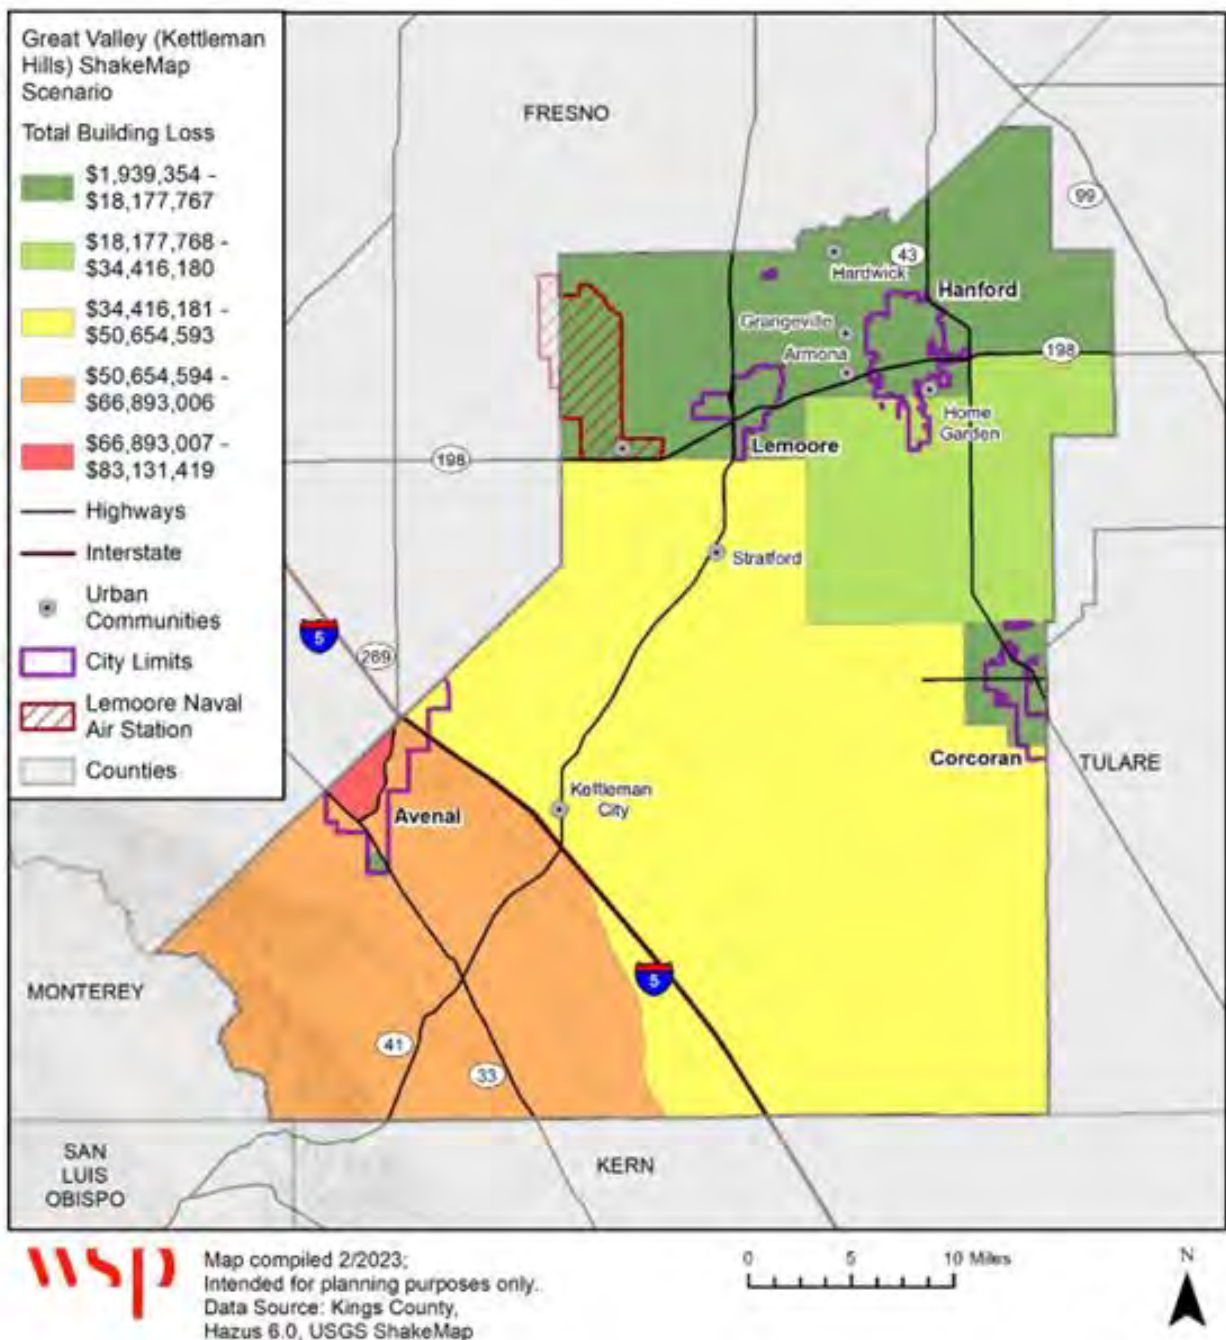 Great Valley (Kettleman
Hills) ShakeMap
Scenario
Total Building Loss
$1,939,354 -
$18,177,767
$18,177,768 -
$34,416,180
$34,416,181 -
$50,654,593
$50,654,594 -
$66,893,006
$66,893,007 -
$83,131,419
Highways
Interstate
Urban
Communities
City Limits
Lemoore Naval
Air Station
Counties
FRESNO
99
Hardwick
43
Hanford
Grangeville
Armona
198
Home
Garden
Lemoore
198
Stratford
5
269
Corcoran
TULARE
Kettleman
City
Avenal
5
MONTEREY
41
33
SAN
LUIS
OBISPO
KERN
wsp
Map compiled 2/2023;
Intended for planning purposes only.
Data Source: Kings County,
Hazus 6.0, USGS ShakeMap
0 5 10 Miles
N